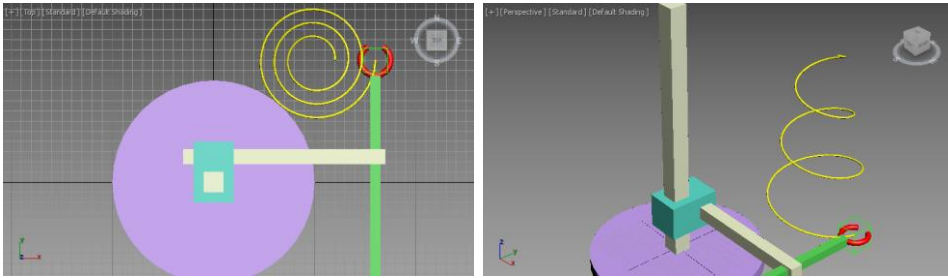 [+] [Top] [Standard] [Default Shading]
N
W
E
S
y
z
x
[+] [Perspective] [Standard] [Default Shading]
z
y
x